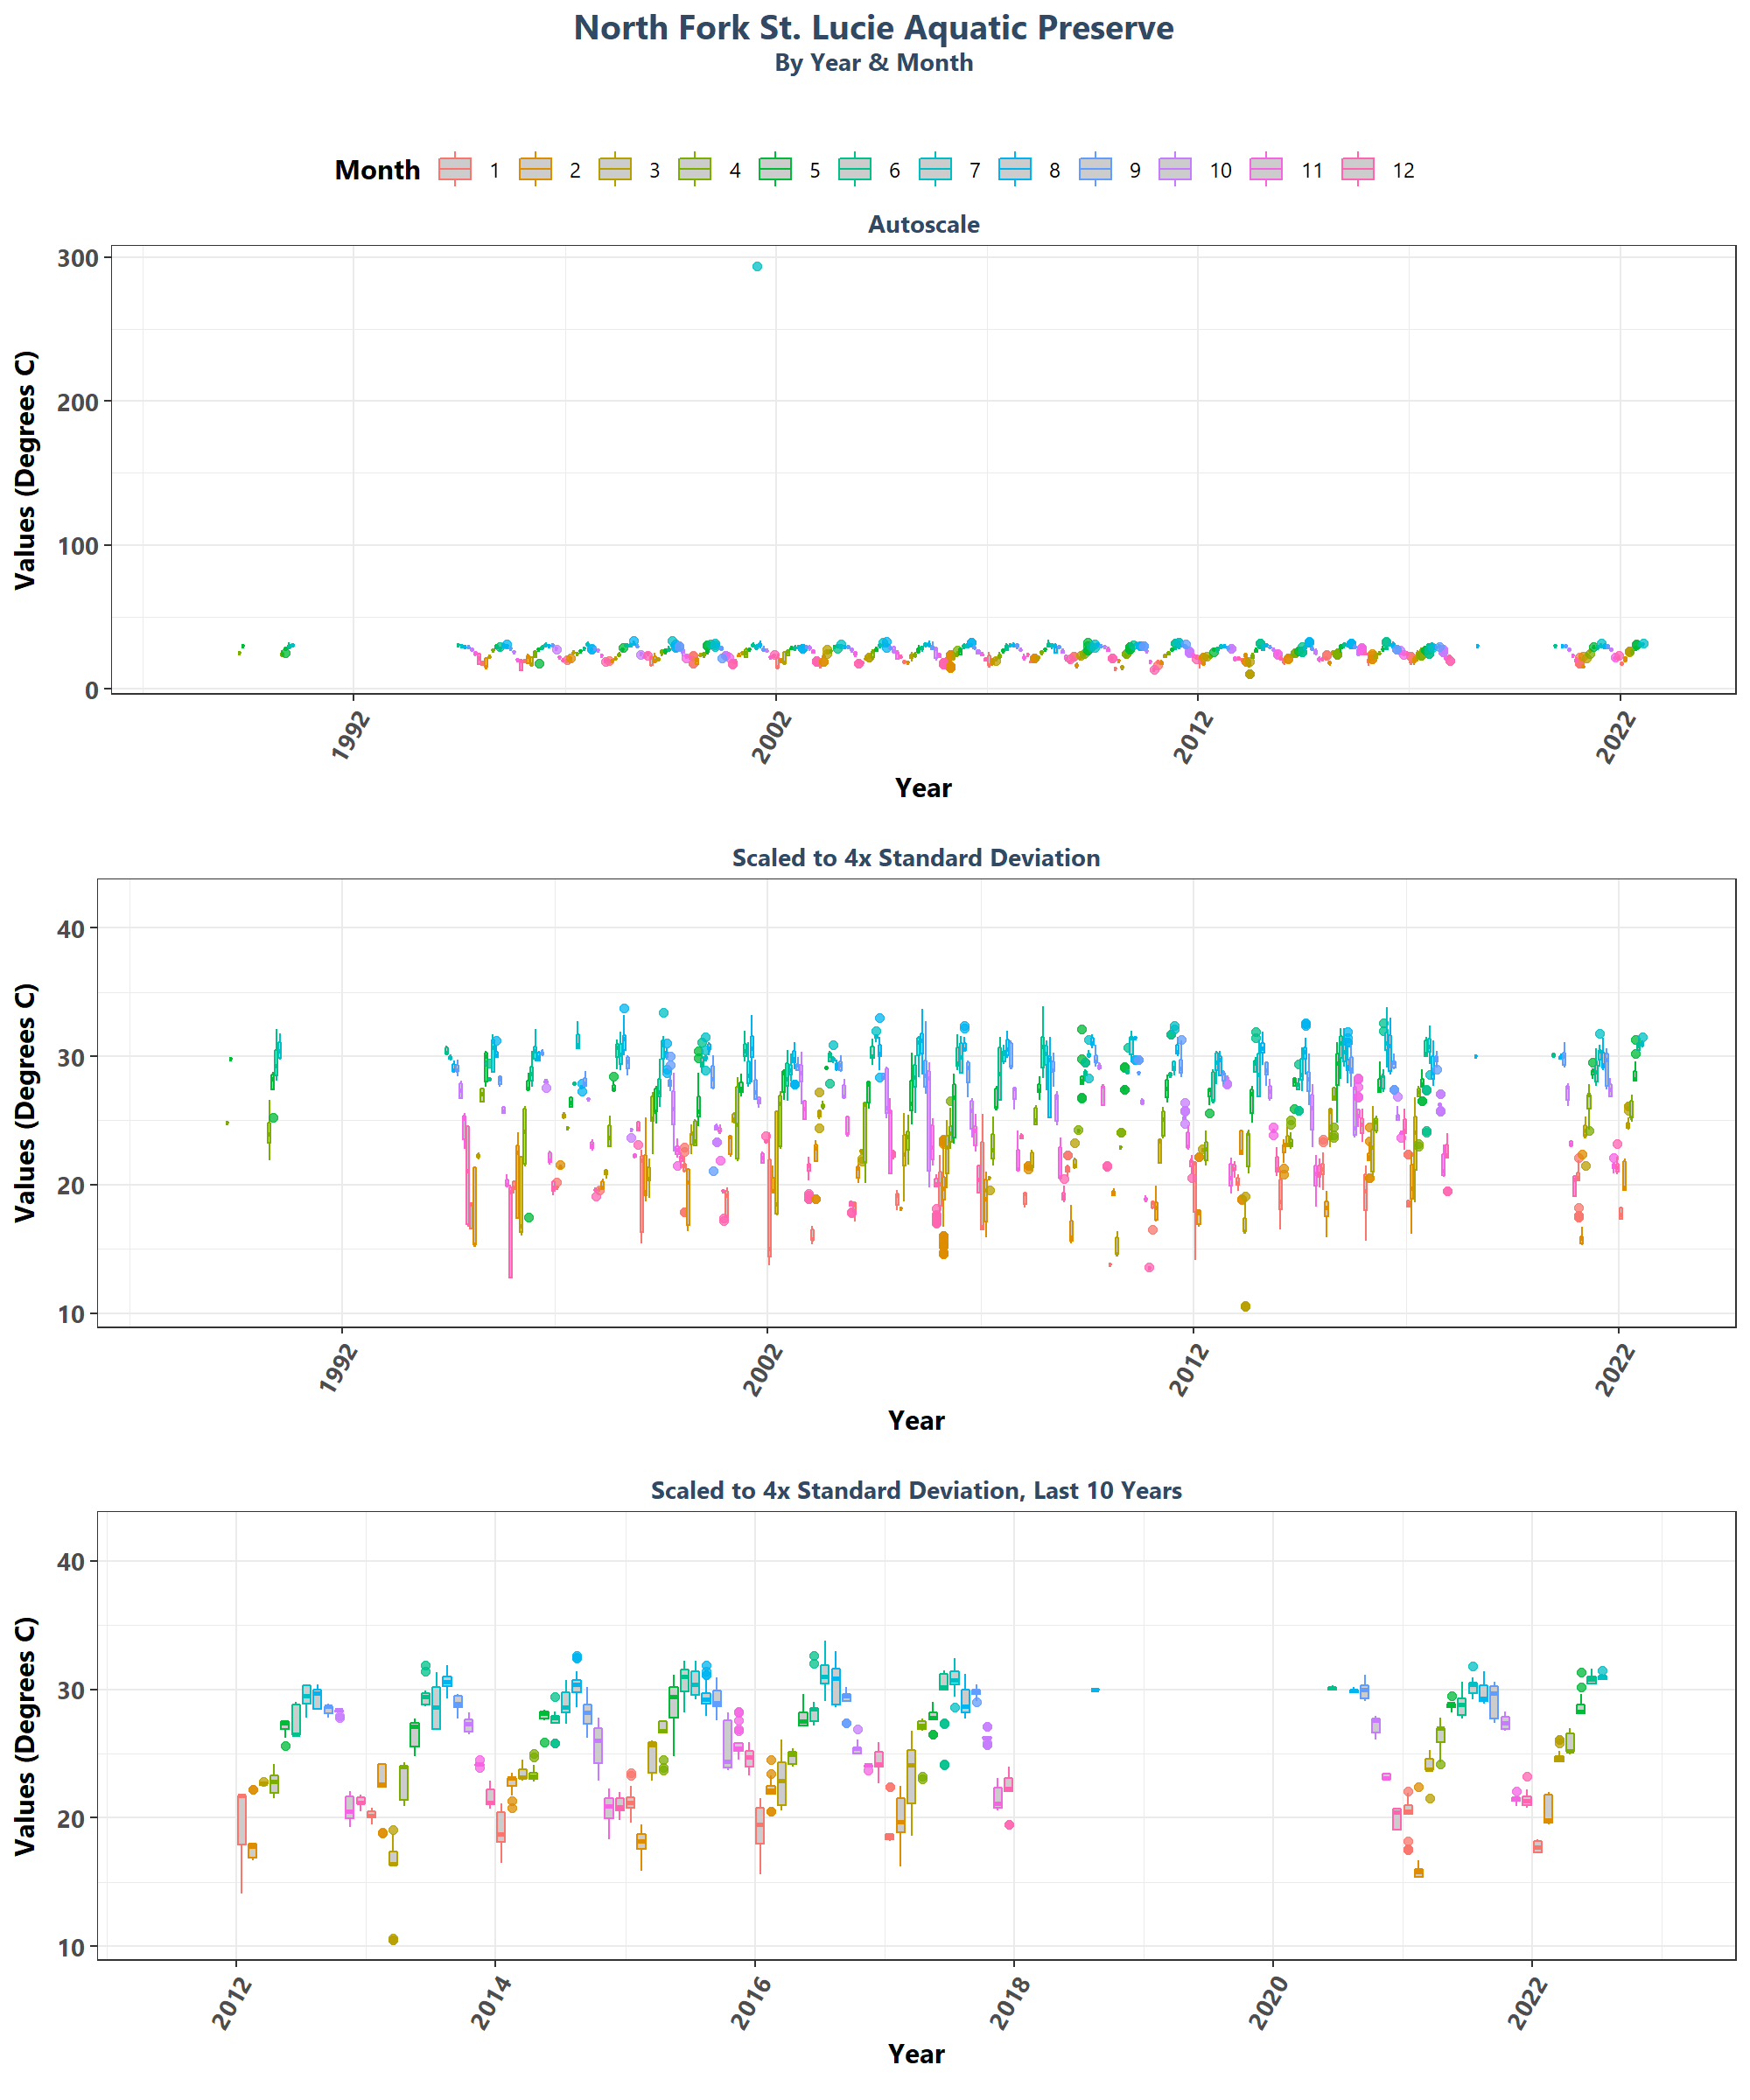 North Fork St. Lucie Aquatic Preserve
By Year & Month
Month 1 2 3 4 5 6 7 8 9 10 11 12
Autoscale
Values (Degrees C)
300
200
100
0
1992 2002 2012 2022
Year
Scaled to 4x Standard Deviation
Values (Degrees C)
40
30
20
10
1992 2002 2012 2022
Year
Scaled to 4x Standard Deviation, Last 10 Years
Values (Degrees C)
40
30
20
10
2012 2014 2016 2018 2020 2022
Year